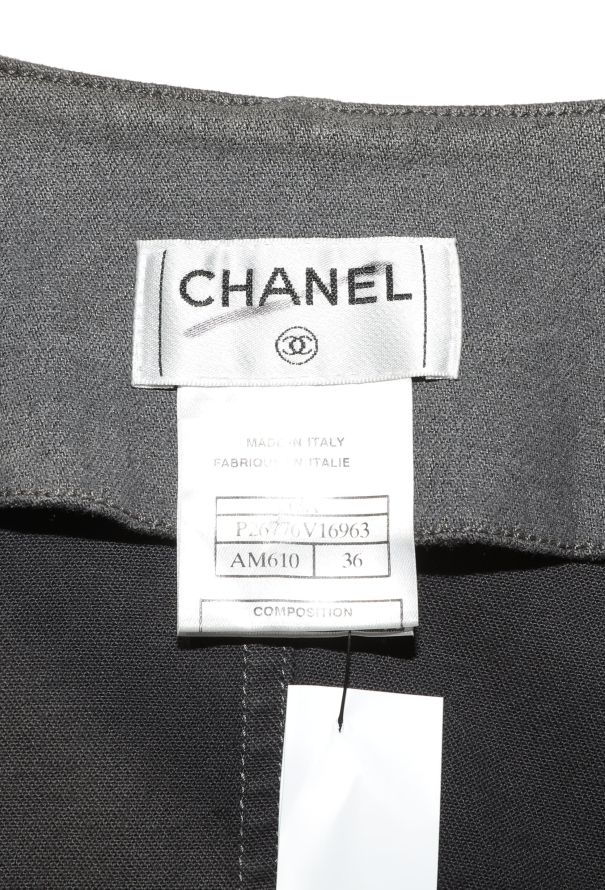 CHANEL
MADE IN ITALY
FABRIQUE EN ITALIE
P26776V16963
AM610 36
COMPOSITION